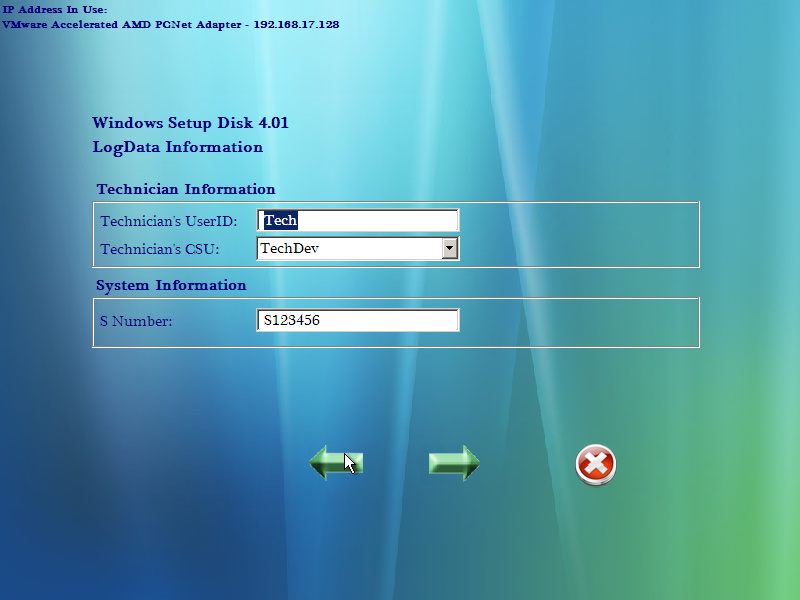 IP Address In Use:
VMware Accelerated AMD PCNet Adapter - 192.168.17.128
Windows Setup Disk 4.01
LogData Information
Technician Information
Technician's UserID: Tech
Technician's CSU: TechDev
System Information
S Number: S123456